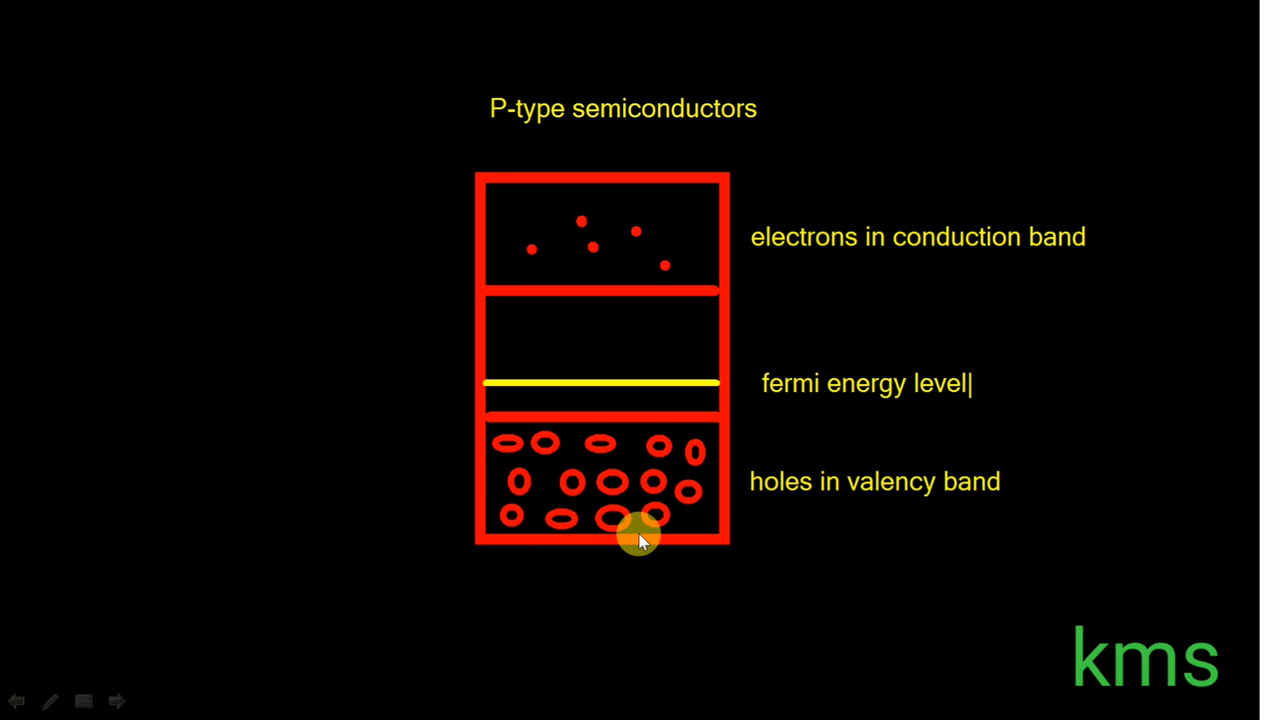 P-type semiconductors
electrons in conduction band
fermi energy level
holes in valency band
kms